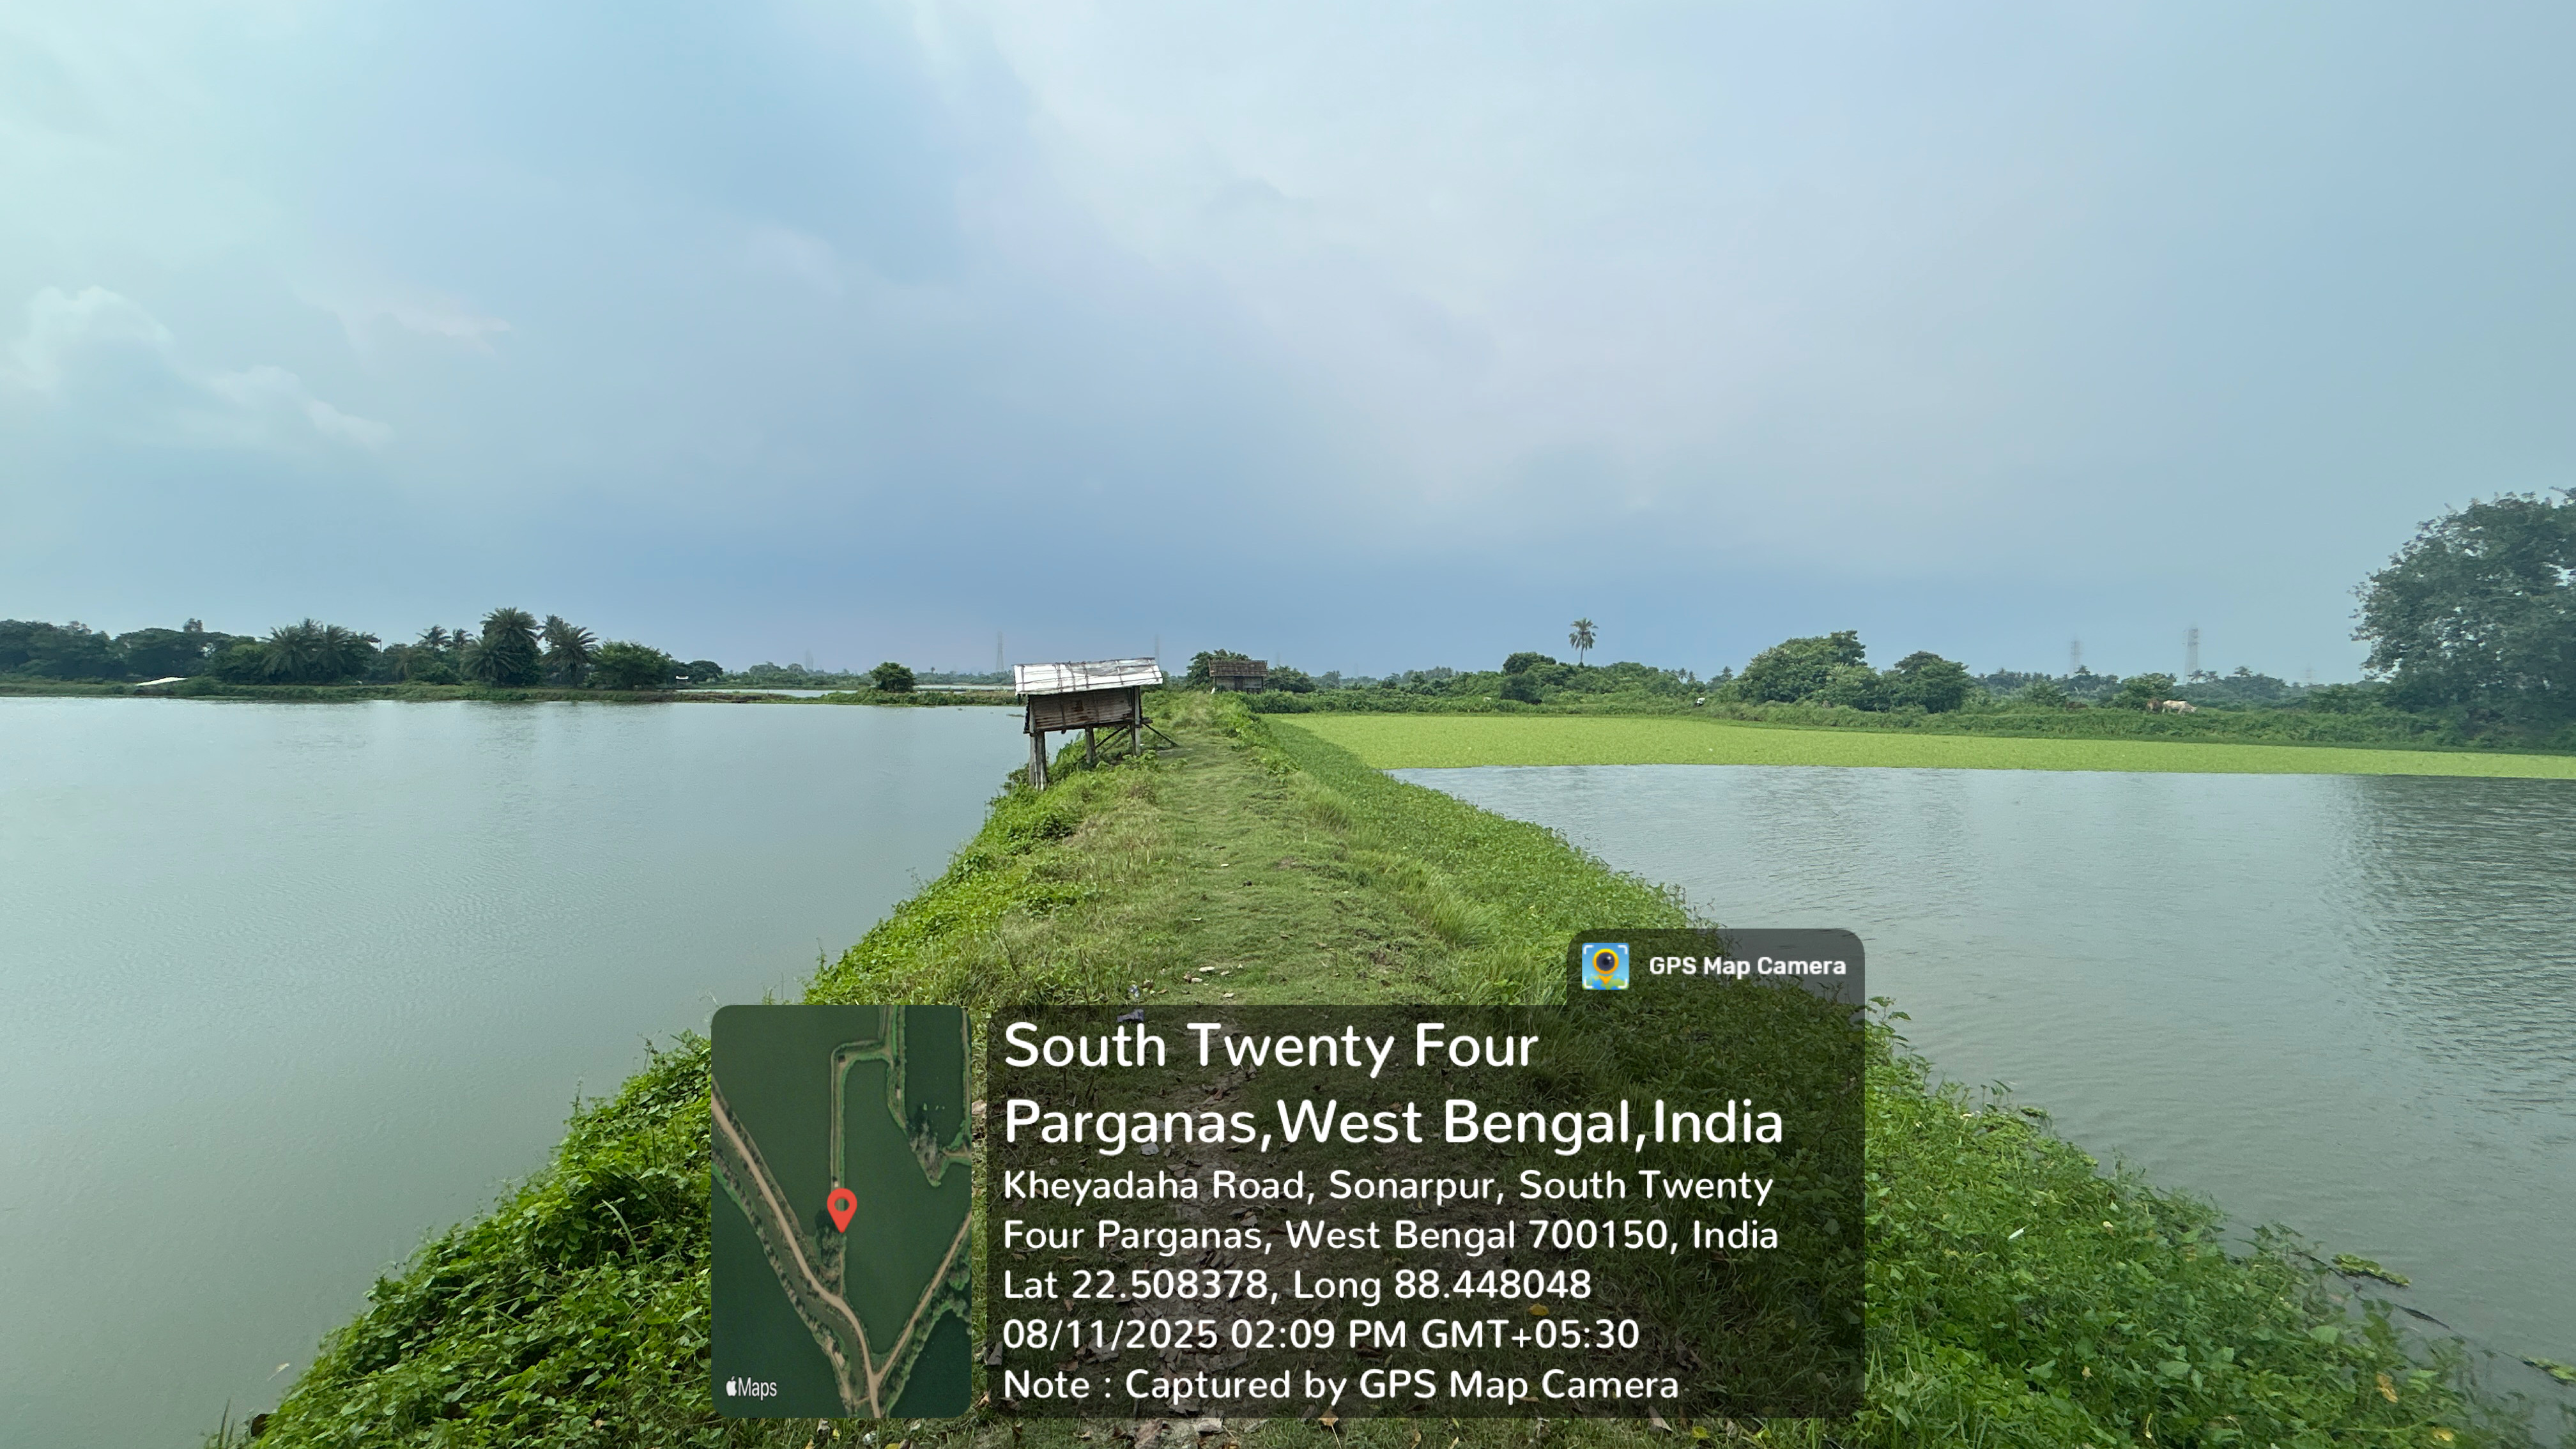 GPS Map Camera
South Twenty Four
Parganas,West Bengal,India
Kheyadaha Road, Sonarpur, South Twenty
Four Parganas, West Bengal 700150, India
Lat 22.508378, Long 88.448048
08/11/2025 02:09 PM GMT+05:30
Note : Captured by GPS Map Camera
Maps